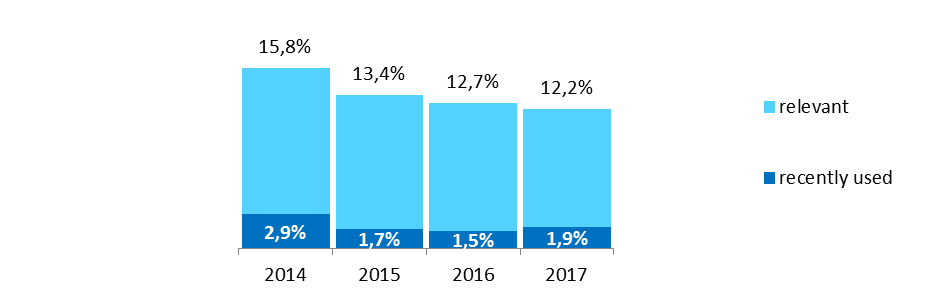 15,8%
13,4%
12,7%
12,2%
relevant
recently used
2,9%
1,7%
1,5%
1,9%
2014 2015 2016 2017